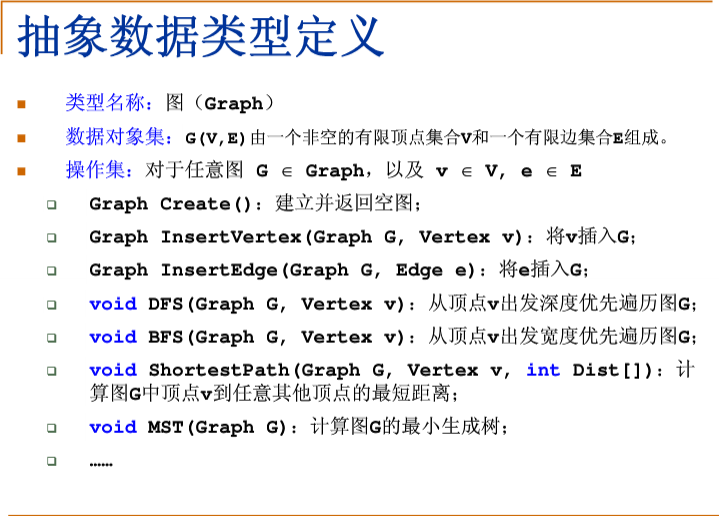 抽象数据类型定义
类型名称：图（Graph）
数据对象集：G(V,E)由一个非空的有限顶点集合V和一个有限边集合E组成。
操作集：对于任意图 G ∈ Graph，以及 v ∈ V, e ∈ E
Graph Create()：建立并返回空图；
Graph InsertVertex(Graph G, Vertex v)：将v插入G；
Graph InsertEdge(Graph G, Edge e)：将e插入G；
void DFS(Graph G, Vertex v)：从顶点v出发深度优先遍历图G；
void BFS(Graph G, Vertex v)：从顶点v出发宽度优先遍历图G；
void ShortestPath(Graph G, Vertex v, int Dist[])：计
算图G中顶点v到任意其他顶点的最短距离；
void MST(Graph G)：计算图G的最小生成树；
……